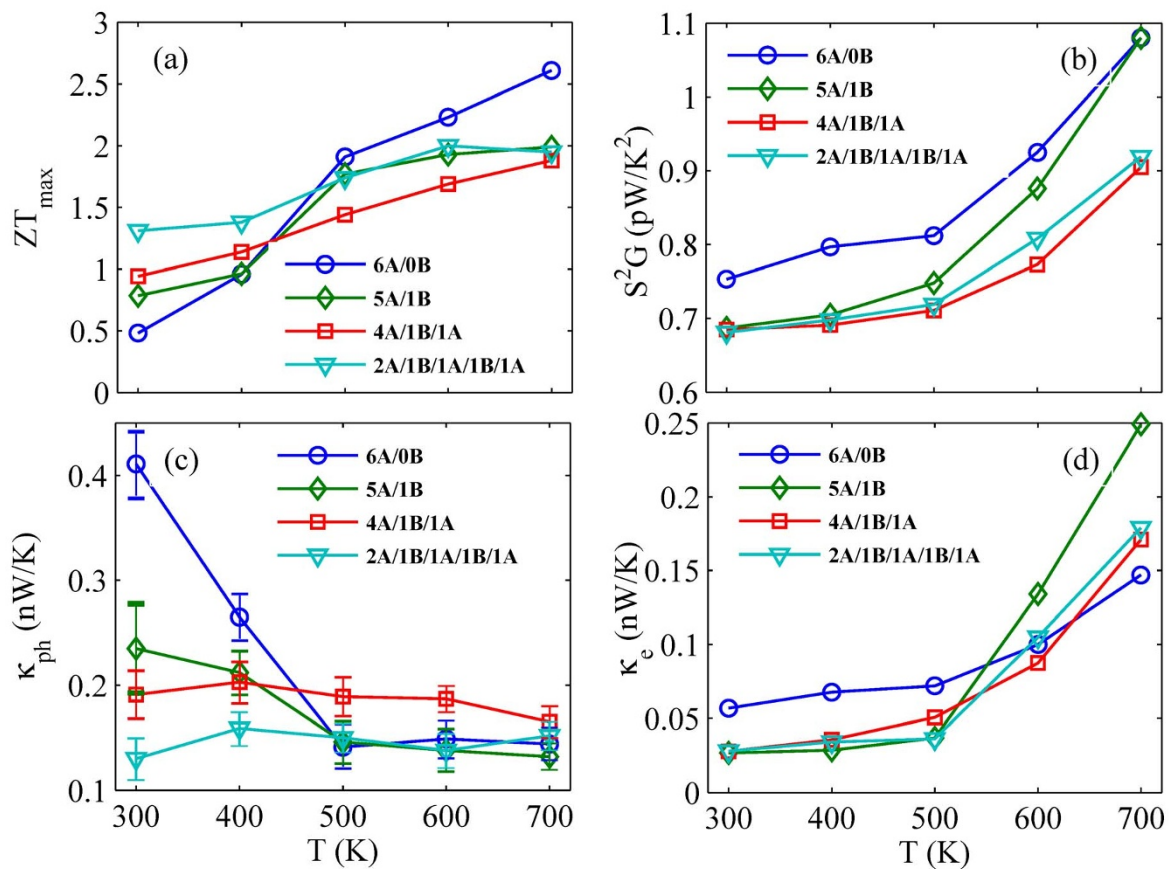 3
2.5
2
1.5
1
0.5
0
ZT_max
(a)
6A/0B
5A/1B
4A/1B/1A
2A/1B/1A/1B/1A
1.1
1
0.9
0.8
0.7
0.6
S²G (pW/K²)
(b)
6A/0B
5A/1B
4A/1B/1A
2A/1B/1A/1B/1A
0.4
0.3
0.2
0.1
κ_ph (nW/K)
(c)
6A/0B
5A/1B
4A/1B/1A
2A/1B/1A/1B/1A
300 400 500 600 700
T (K)
0.25
0.2
0.15
0.1
0.05
0
κ_e (nW/K)
(d)
6A/0B
5A/1B
4A/1B/1A
2A/1B/1A/1B/1A
300 400 500 600 700
T (K)